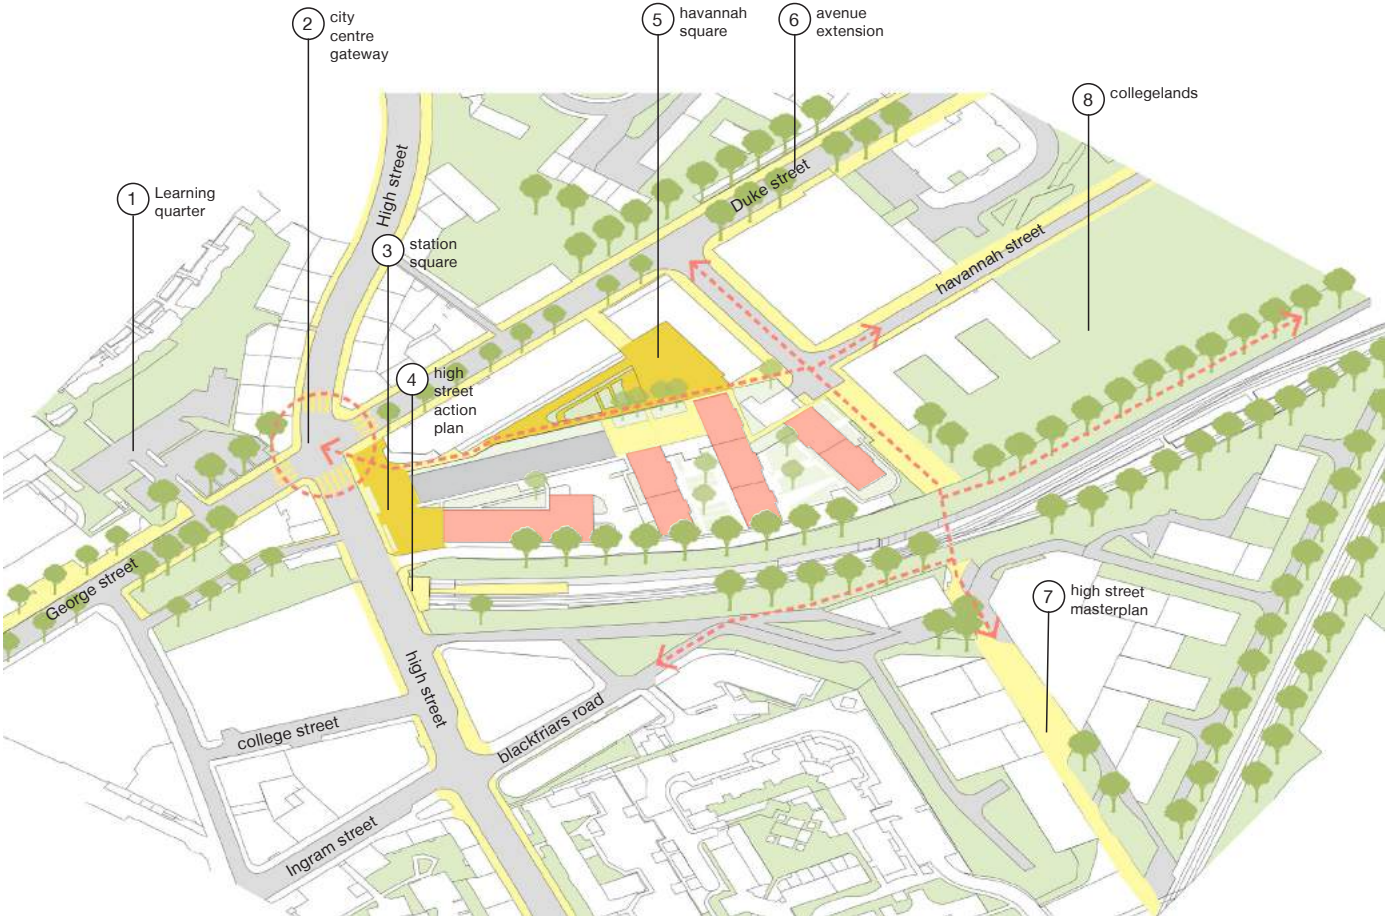 2 city
centre
gateway
5 havannah
square
6 avenue
extension
8 collegelands
1 Learning
quarter
High street
Duke street
3 station
square
havannah street
4 high
street
action
plan
George street
7 high street
masterplan
high street
college street
blackfriars road
Ingram street